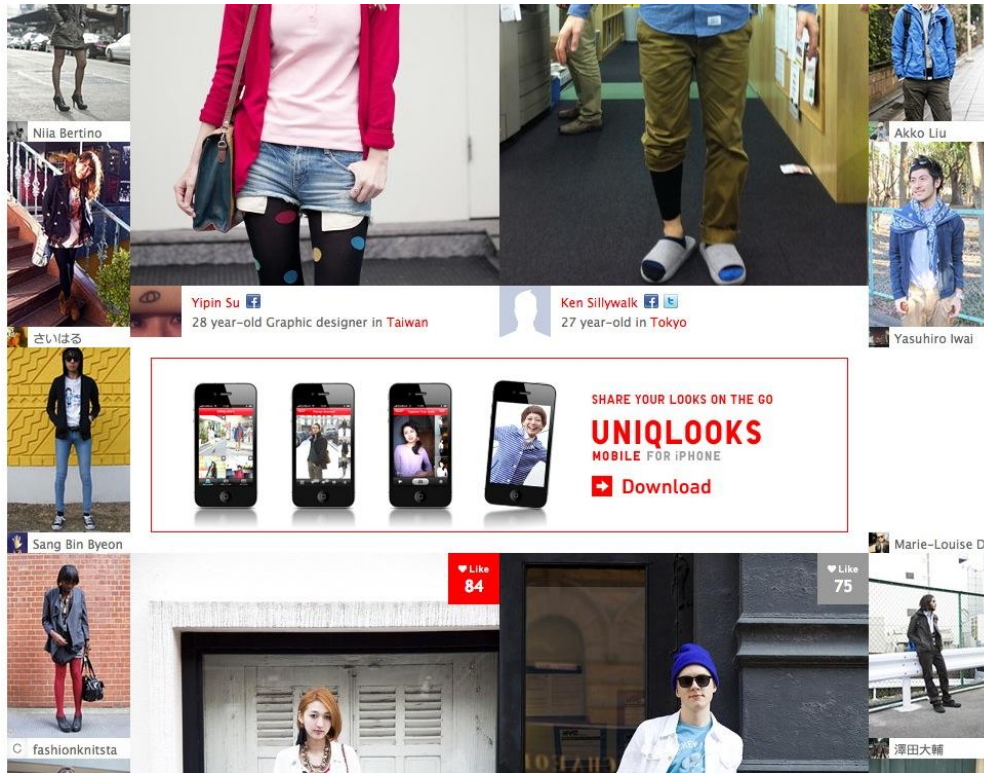 Niia Bertino
さいはる
Sang Bin Byeon
C fashionknitsta
Yipin Su
28 year-old Graphic designer in Taiwan
Ken Sillywalk
27 year-old in Tokyo
SHARE YOUR LOOKS ON THE GO
UNIQLOOKS
MOBILE FOR iPHONE
Download
Like
84
Like
75
Akko Liu
Yasuhiro Iwai
Marie-Louise D
澤田大輔